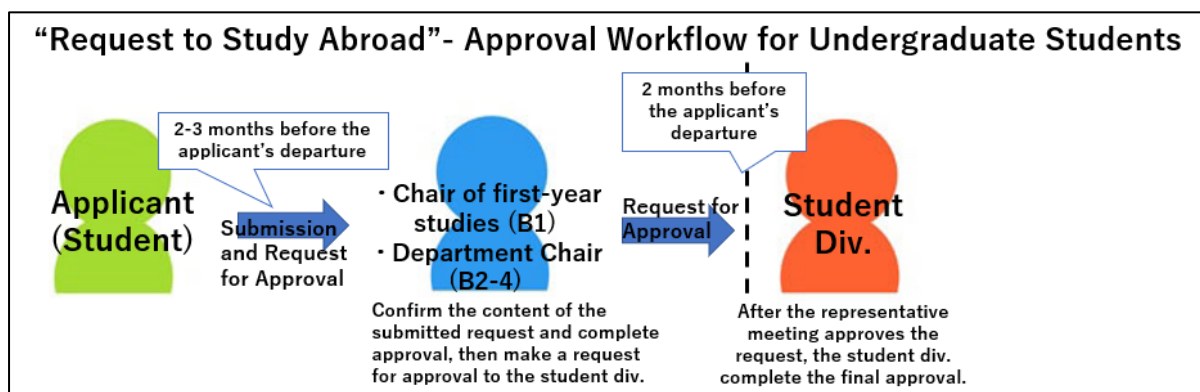 “Request to Study Abroad”- Approval Workflow for Undergraduate Students
2-3 months before the
applicant’s departure
2 months before
the applicant’s
departure
Applicant
(Student)
Submission
and Request
for Approval
・Chair of first-year
studies (B1)
・Department Chair
(B2-4)
Request for
Approval
Student
Div.
Confirm the content of the
submitted request and complete
approval, then make a request
for approval to the student div.
After the representative
meeting approves the
request, the student div.
complete the final approval.